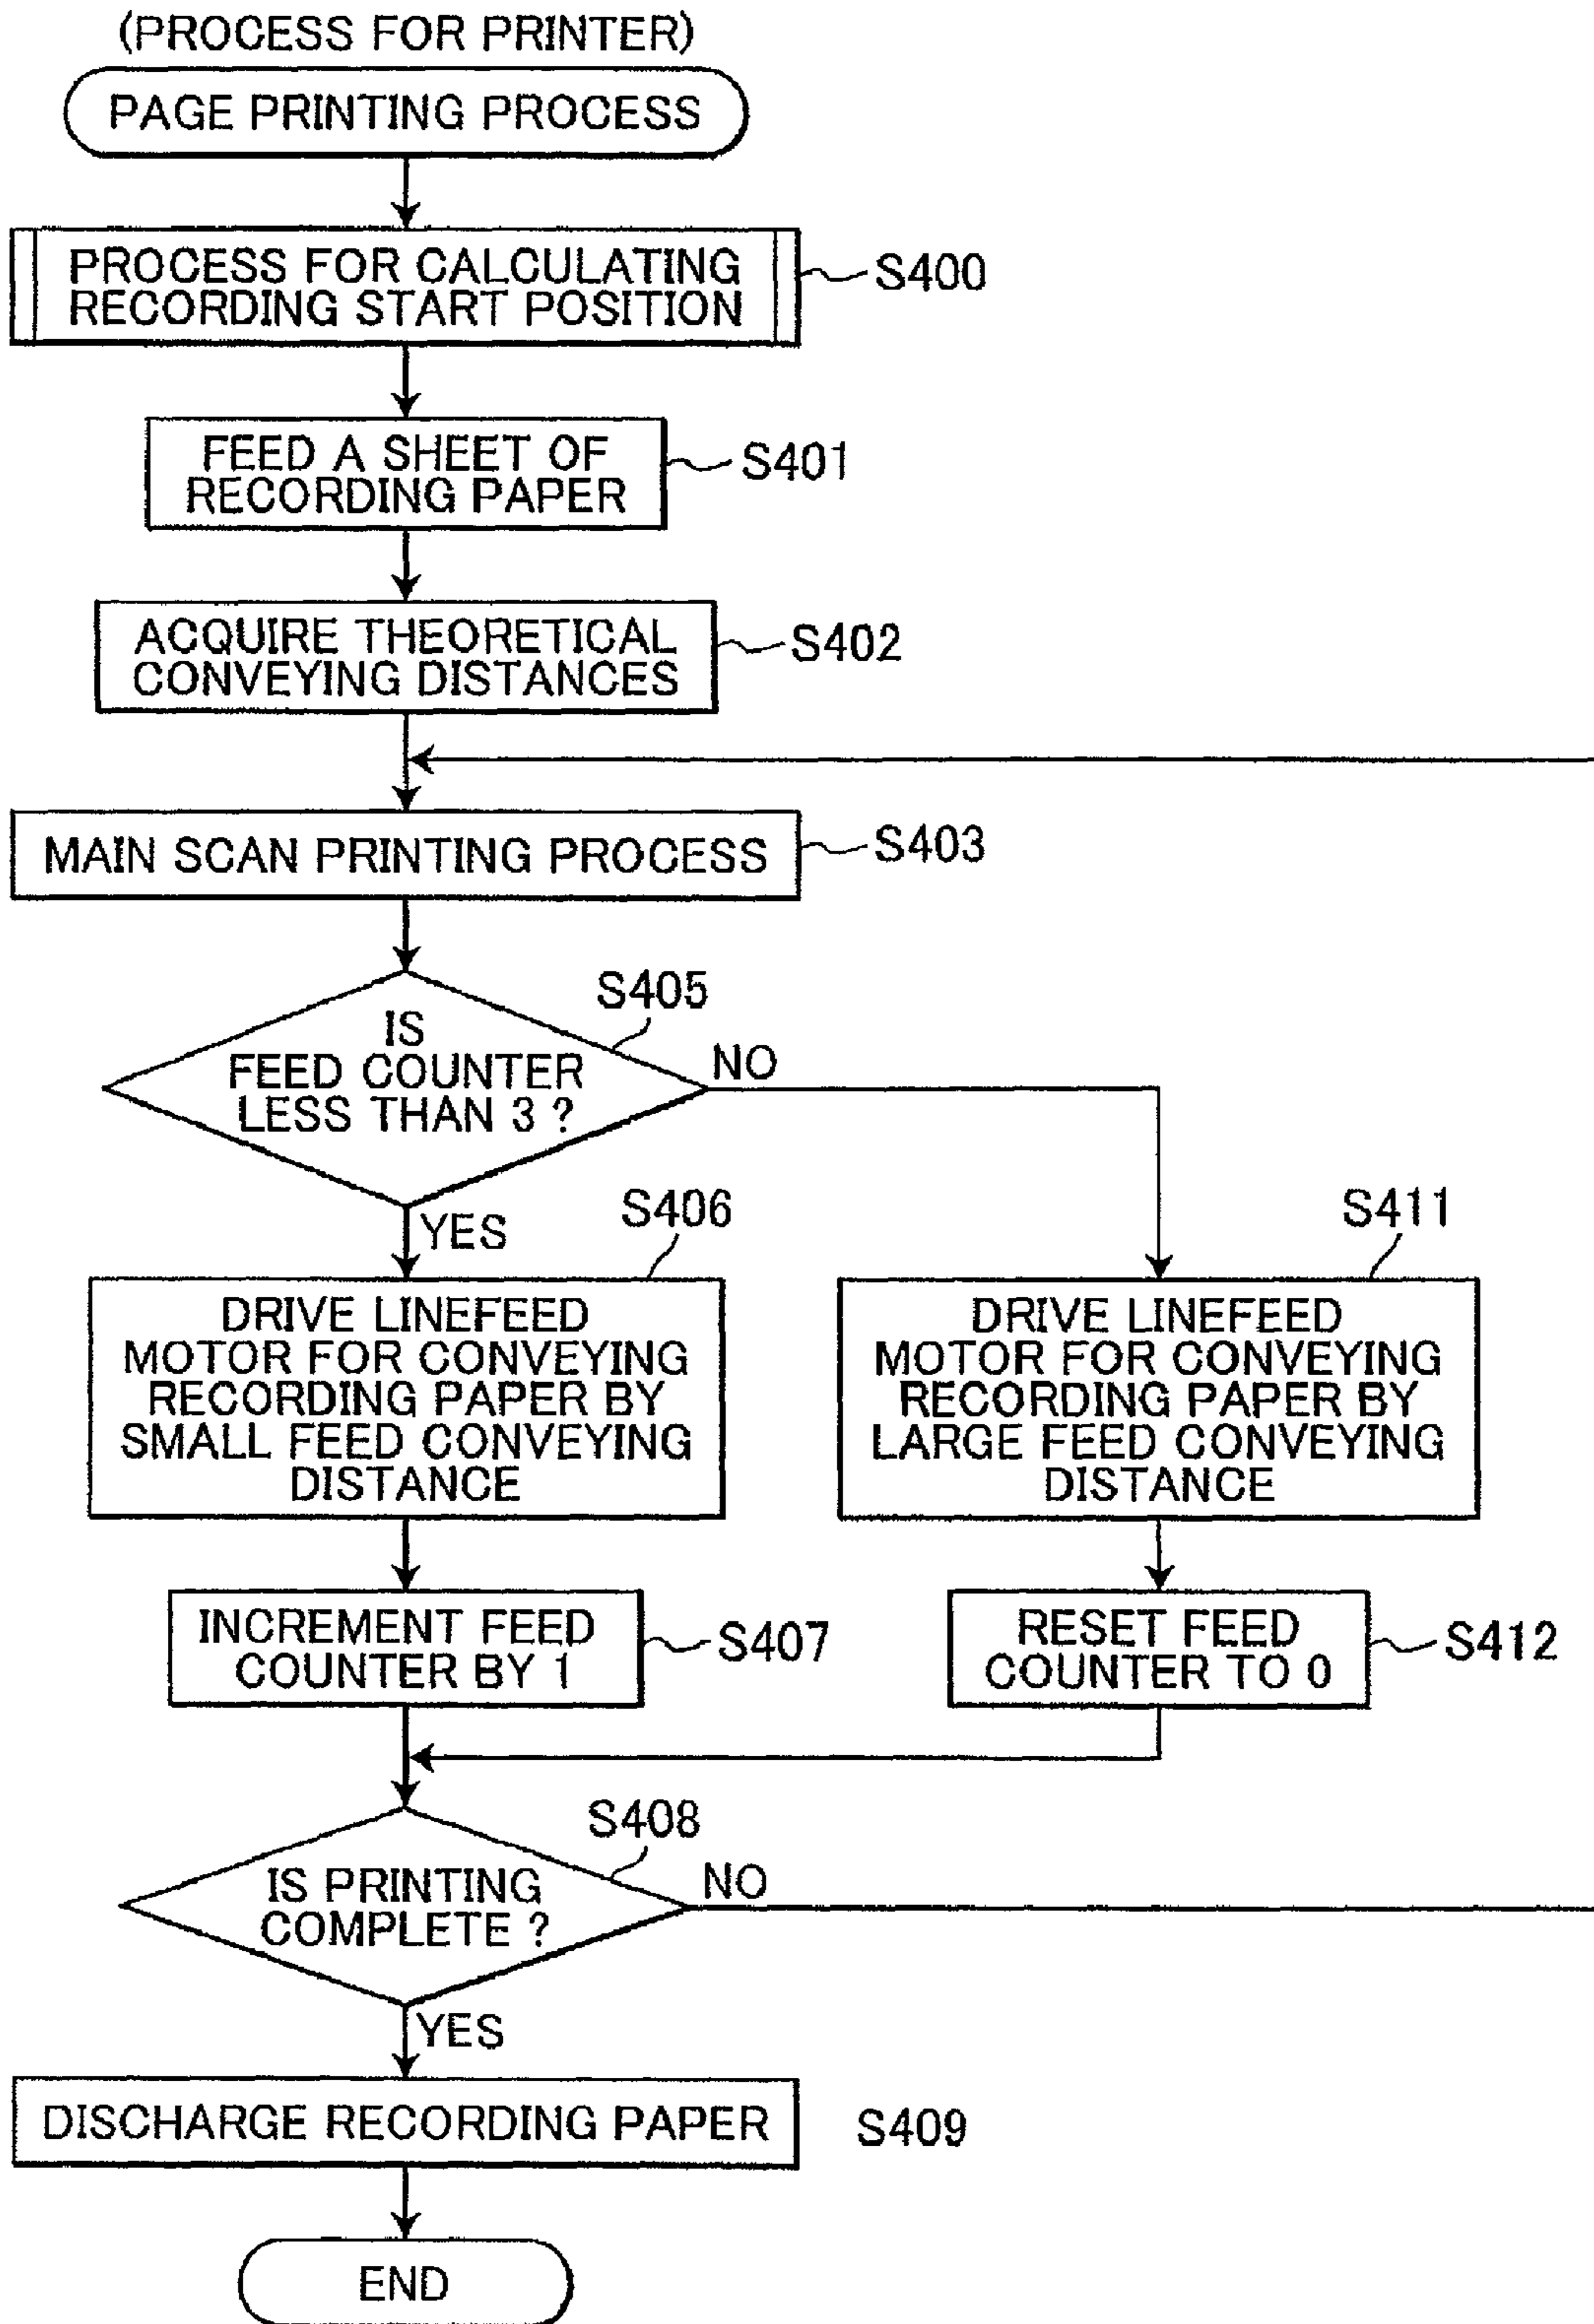 (PROCESS FOR PRINTER)
PAGE PRINTING PROCESS
PROCESS FOR CALCULATING
RECORDING START POSITION
S400
FEED A SHEET OF
RECORDING PAPER
S401
ACQUIRE THEORETICAL
CONVEYING DISTANCES
S402
MAIN SCAN PRINTING PROCESS
S403
S405
IS
FEED COUNTER
LESS THAN 3 ?
NO
YES
S406
DRIVE LINEFEED
MOTOR FOR CONVEYING
RECORDING PAPER BY
SMALL FEED CONVEYING
DISTANCE
S411
DRIVE LINEFEED
MOTOR FOR CONVEYING
RECORDING PAPER BY
LARGE FEED CONVEYING
DISTANCE
INCREMENT FEED
COUNTER BY 1
S407
RESET FEED
COUNTER TO 0
S412
S408
IS PRINTING
COMPLETE ?
NO
YES
DISCHARGE RECORDING PAPER
S409
END